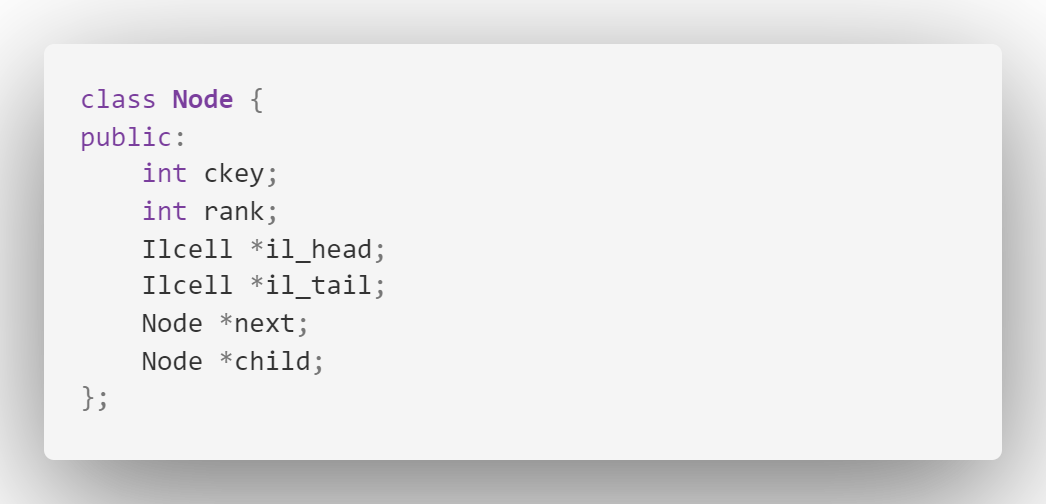 class Node {
public:
    int ckey;
    int rank;
    Ilcell *il_head;
    Ilcell *il_tail;
    Node *next;
    Node *child;
};